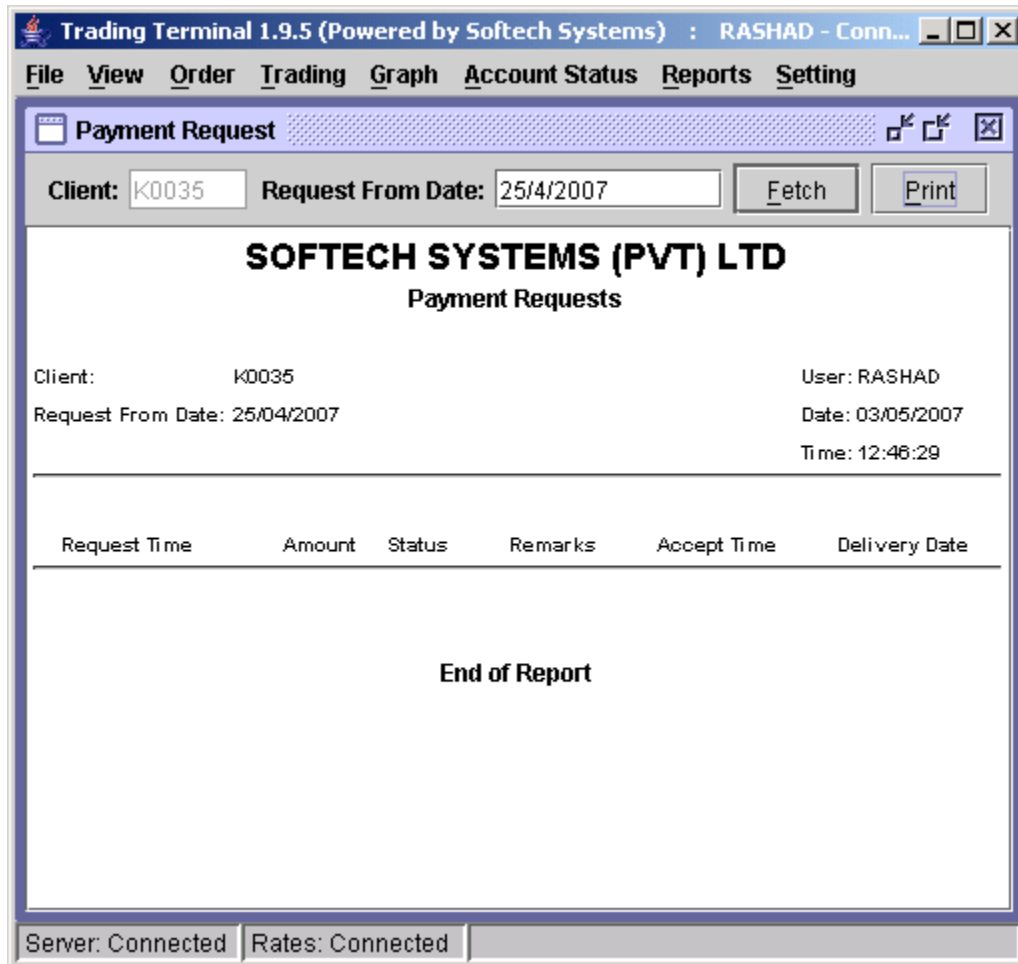 Trading Terminal 1.9.5 (Powered by Softech Systems) : RASHAD - Conn...
File View Order Trading Graph Account Status Reports Setting
Payment Request
Client: K0035 Request From Date: 25/4/2007 Fetch Print
SOFTECH SYSTEMS (PVT) LTD
Payment Requests
Client: K0035 User: RASHAD
Request From Date: 25/04/2007 Date: 03/05/2007
Time: 12:46:29
Request Time Amount Status Remarks Accept Time Delivery Date
End of Report
Server: Connected Rates: Connected